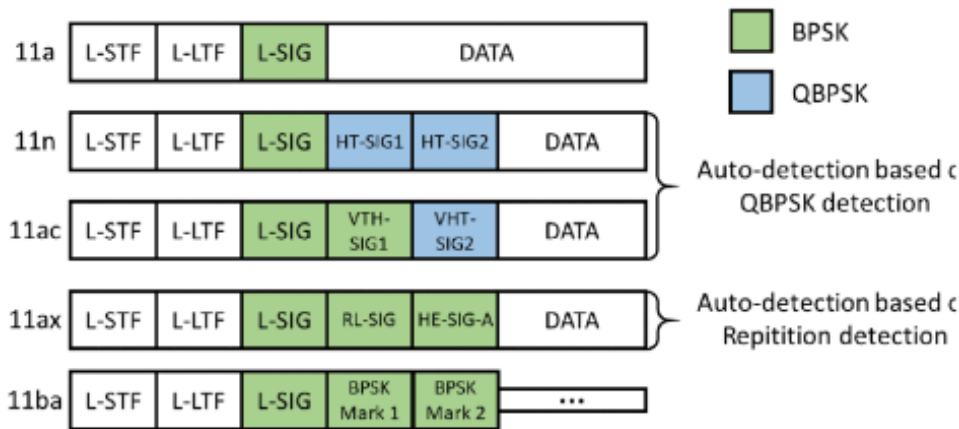 11a L-STF L-LTF L-SIG DATA
BPSK
QBPSK
11n L-STF L-LTF L-SIG HT-SIG1 HT-SIG2 DATA
Auto-detection based c
QBPSK detection
11ac L-STF L-LTF L-SIG VTH-
SIG1 VHT-
SIG2 DATA
11ax L-STF L-LTF L-SIG RL-SIG HE-SIG-A DATA
Auto-detection based c
Repitition detection
11ba L-STF L-LTF L-SIG BPSK
Mark 1 BPSK
Mark 2 ...